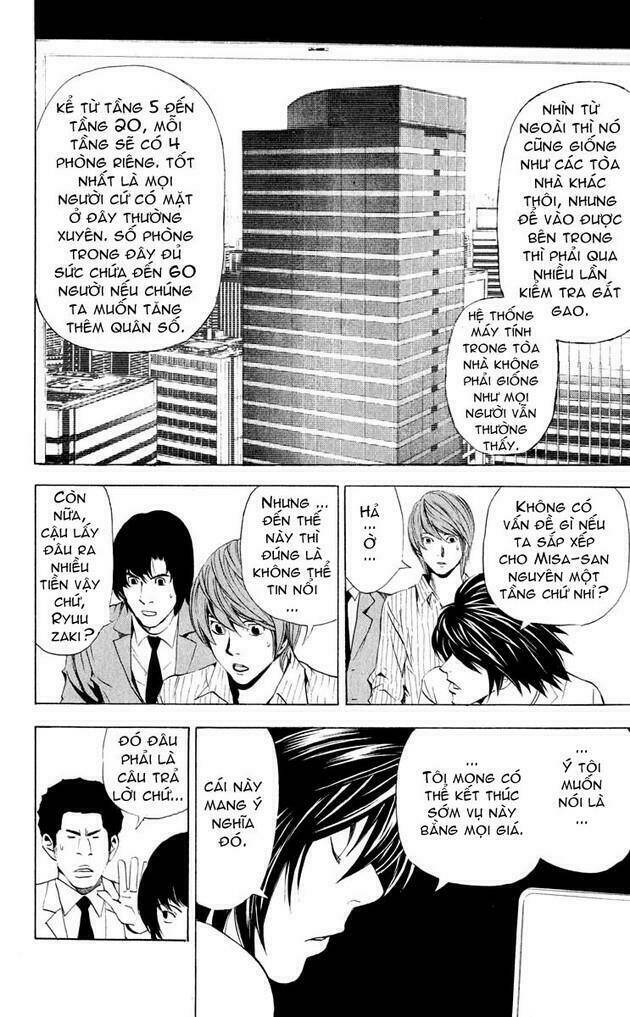 NHÌN TỪ
NGOÀI THÌ NÓ
CŨNG GIỐNG
NHƯ CÁC TÒA
NHÀ KHÁC
THÔI, NHƯNG
ĐỂ VÀO ĐƯỢC
BÊN TRONG
THÌ PHẢI QUA
NHIỀU LẦN
KIỂM TRA GẮT
GAO.
HỆ THỐNG
MÁY TÍNH
TRONG TÒA
NHÀ KHÔNG
PHẢI GIỐNG
NHƯ MỌI
NGƯỜI VẪN
THƯỜNG
THẤY.
KỂ TỪ TẦNG 5 ĐẾN
TẦNG 20, MỖI
TẦNG SẼ CÓ 4
PHÒNG RIÊNG. TỐT
NHẤT LÀ MỌI
NGƯỜI CỨ CÓ MẶT
Ở ĐÂY THƯỜNG
XUYÊN. SỐ PHÒNG
TRONG ĐÂY ĐỦ
SỨC CHỨA ĐẾN 60
NGƯỜI NẾU CHÚNG
TA MUỐN TĂNG
THÊM QUÂN SỐ.
KHÔNG CÓ
VẤN ĐỀ GÌ NẾU
TA SẮP XẾP
CHO MISA-SAN
NGUYÊN MỘT
TẦNG CHỨ NHỈ?
HẢ
...
Ờ ...
NHƯNG ...
ĐẾN THẾ
NÀY THÌ
ĐÚNG LÀ
KHÔNG THỂ
TIN NỔI
...
CÒN
NỮA,
CẬU LẤY
ĐÂU RA
NHIỀU
TIỀN VẬY
CHỨ,
RYUU
ZAKI?
...
Ý TÔI
MUỐN
NÓI LÀ
...
...
TÔI MONG CÓ
THỂ KẾT THÚC
SỚM VỤ NÀY
BẰNG MỌI GIÁ.
CÁI NÀY
MANG Ý
NGHĨA
ĐÓ.
ĐÓ ĐÂU
PHẢI LÀ
CÂU TRẢ
LỜI CHỨ...